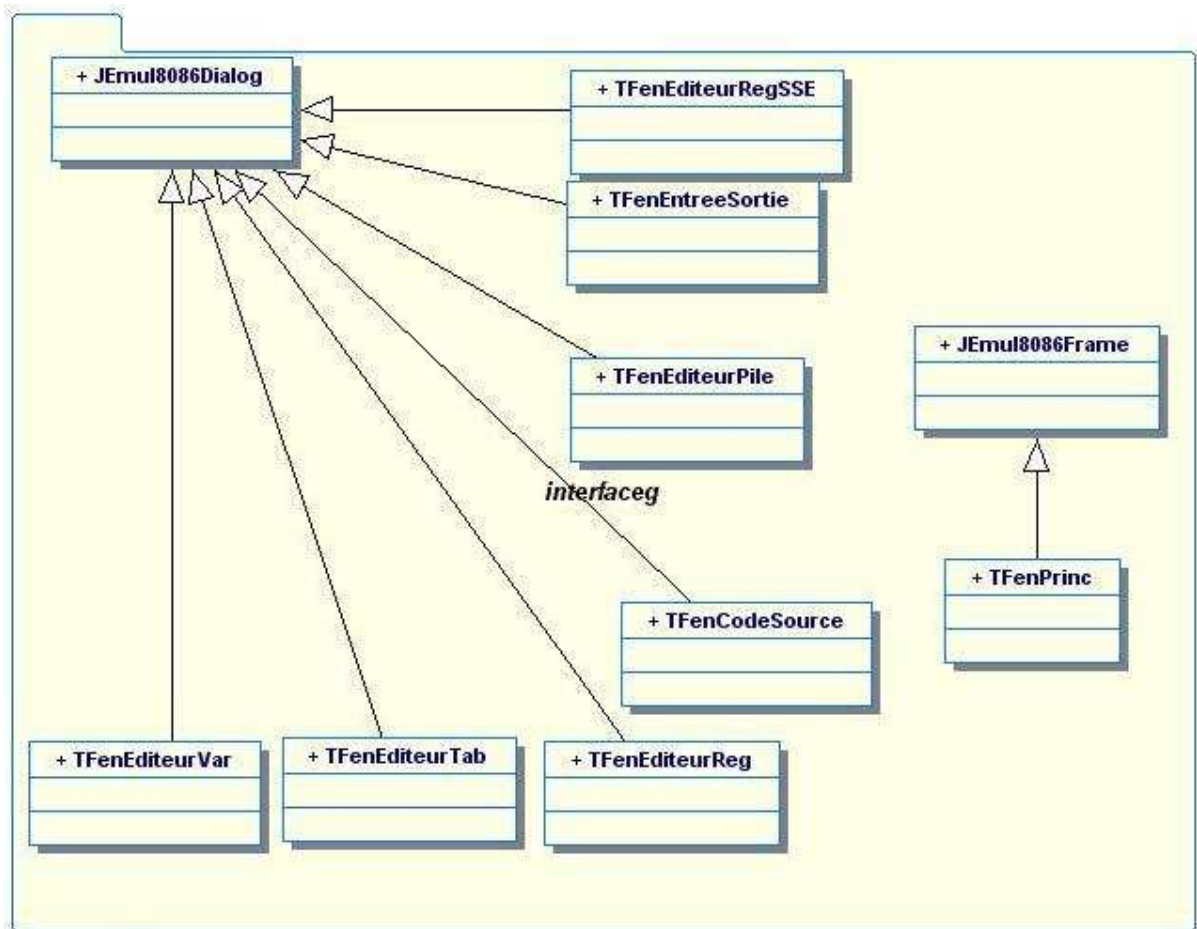 + JEmul8086Dialog
+ TFenEditeurRegSSE
+ TFenEntreeSortie
+ JEmul8086Frame
+ TFenEditeurPile
interfaceg
+ TFenPrinc
+ TFenCodeSource
+ TFenEditeurVar
+ TFenEditeurTab
+ TFenEditeurReg